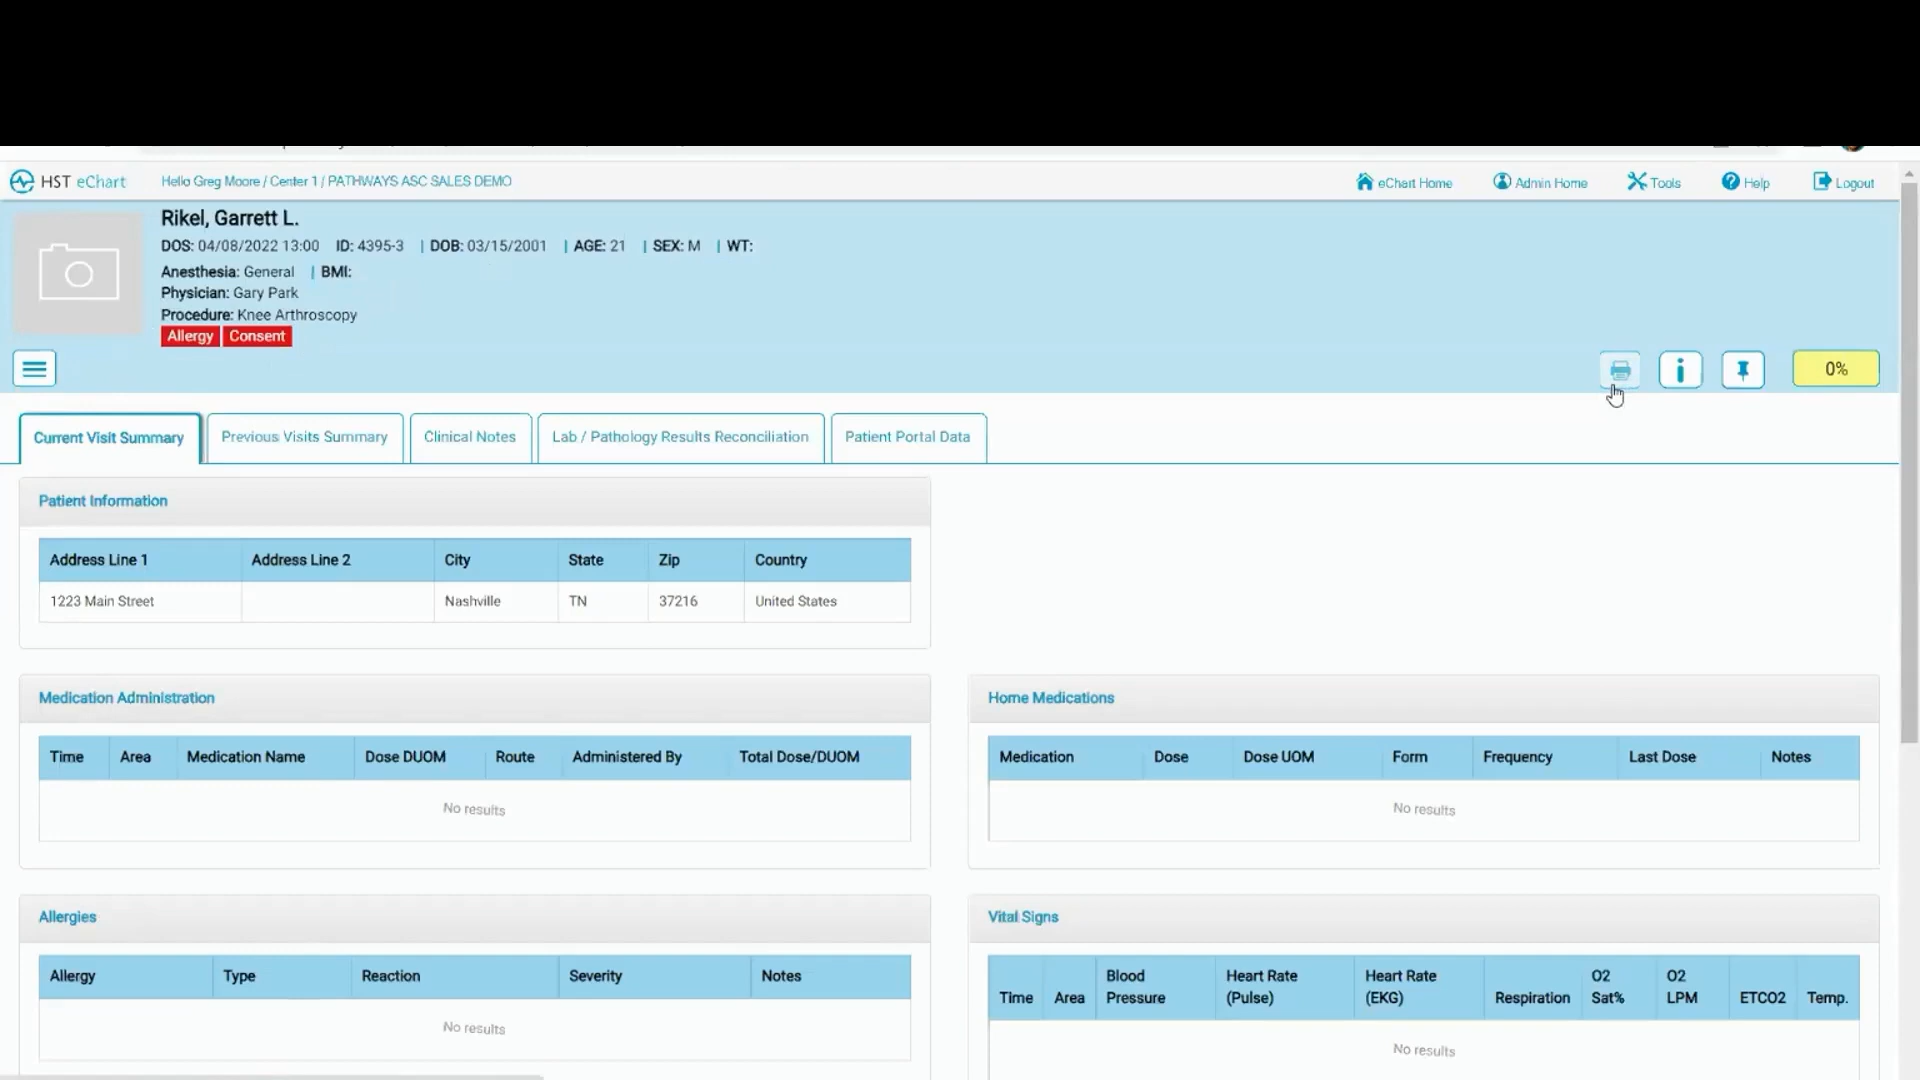 HST eChart Hello Greg Moore / Center 1 / PATHWAYS ASC SALES DEMO eChart Home Admin Home Tools Help Logout
Rikel, Garrett L.
DOS: 04/08/2022 13:00 ID: 4395-3 | DOB: 03/15/2001 | AGE: 21 | SEX: M | WT:
Anesthesia: General | BMI:
Physician: Gary Park
Procedure: Knee Arthroscopy
Allergy Consent
i 0%
Current Visit Summary Previous Visits Summary Clinical Notes Lab / Pathology Results Reconciliation Patient Portal Data
Patient Information
Address Line 1 Address Line 2 City State Zip Country
1223 Main Street Nashville TN 37216 United States
Medication Administration
Time Area Medication Name Dose DUOM Route Administered By Total Dose/DUOM
No results
Home Medications
Medication Dose Dose UOM Form Frequency Last Dose Notes
No results
Allergies
Allergy Type Reaction Severity Notes
No results
Vital Signs
Time Area Blood Pressure Heart Rate (Pulse) Heart Rate (EKG) Respiration O2 Sat% O2 LPM ETCO2 Temp.
No results